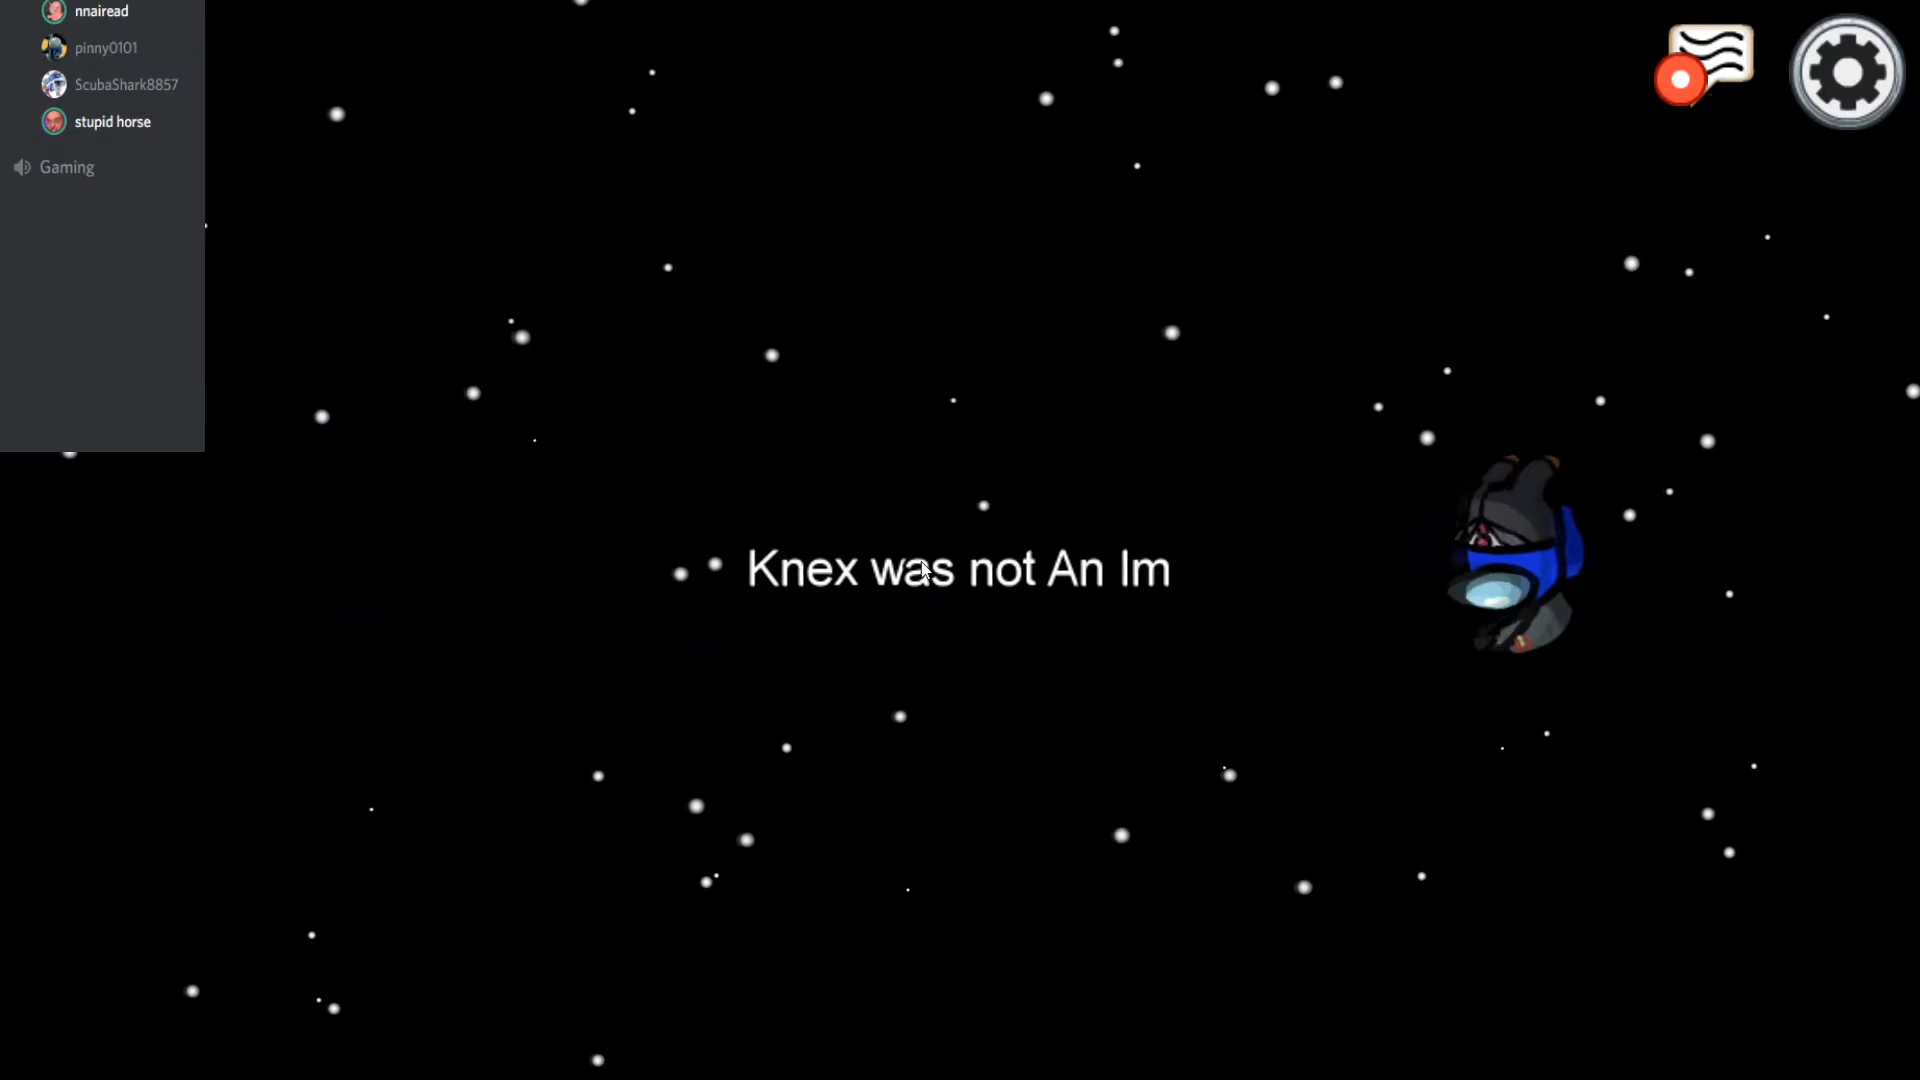 nnairead
pinny0101
ScubaShark8857
stupid horse
Gaming
Knex was not An Im